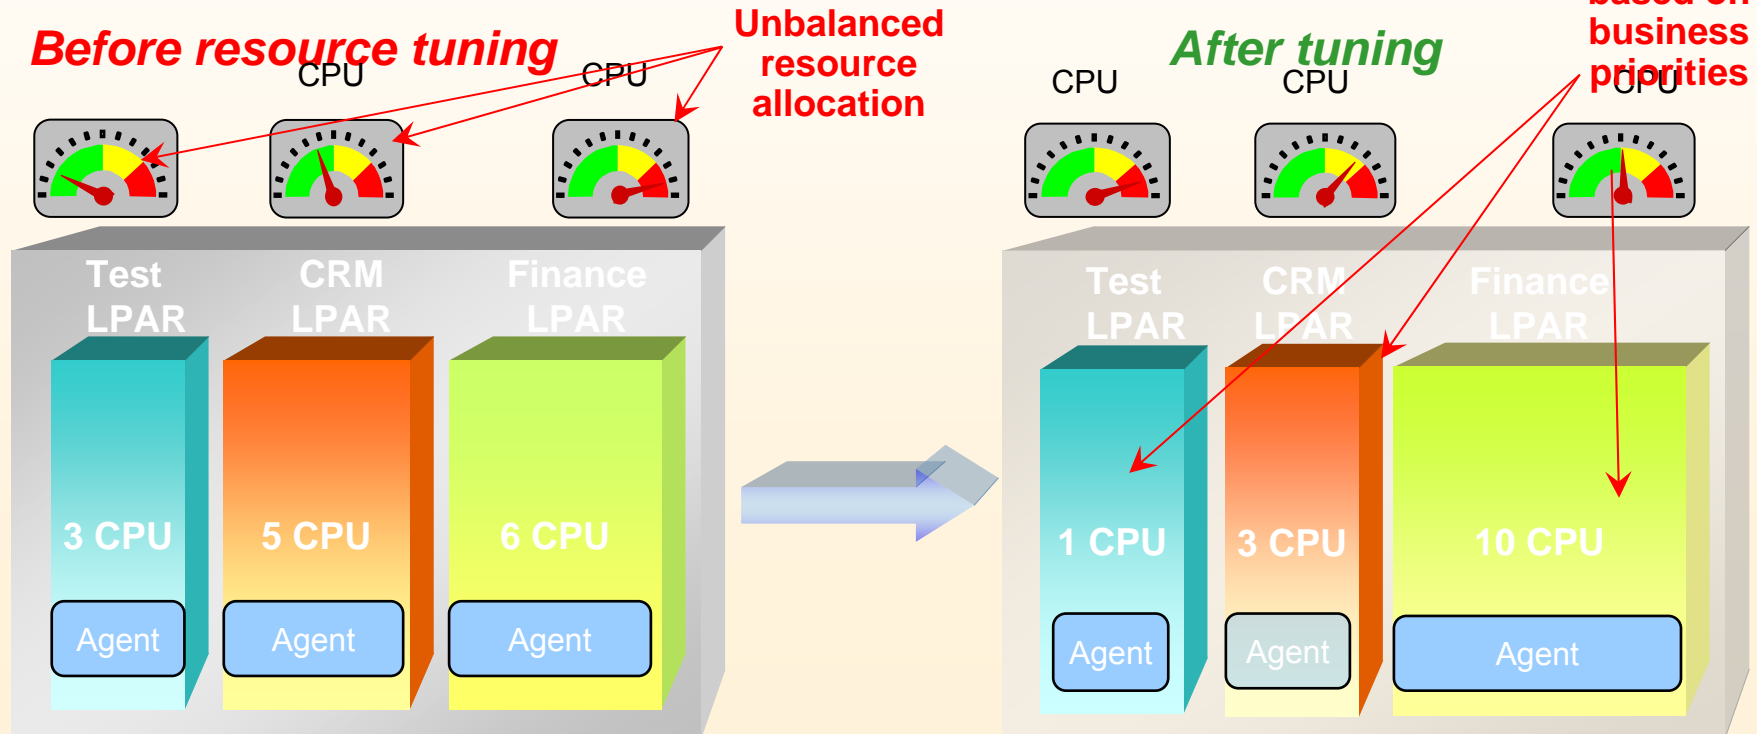 Before resource tuning
CPU
CPU
Unbalanced
resource
allocation
Test
LPAR
CRM
LPAR
Finance
LPAR
3 CPU
5 CPU
6 CPU
Agent
Agent
Agent
After tuning
based on
business
priorities
CPU
CPU
CPU
Test
LPAR
CRM
LPAR
Finance
LPAR
1 CPU
3 CPU
10 CPU
Agent
Agent
Agent